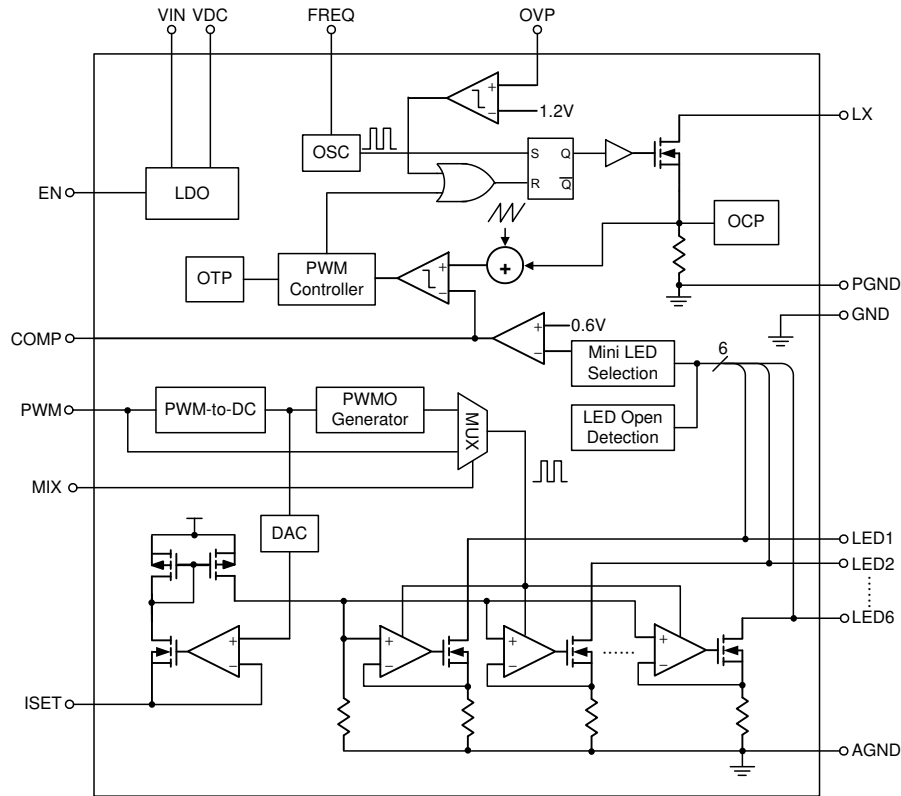 VIN VDC FREQ OVP
+
−
1.2V
LX
OSC
S Q
R Q
EN
LDO
OCP
OTP
PWM
Controller
+
−
+
PGND
GND
COMP
+
−
0.6V
Mini LED
Selection
6
PWM
PWM-to-DC
PWMO
Generator
MUX
LED Open
Detection
MIX
DAC
LED1
LED2
LED6
+
−
+
−
+
−
+
−
ISET
AGND